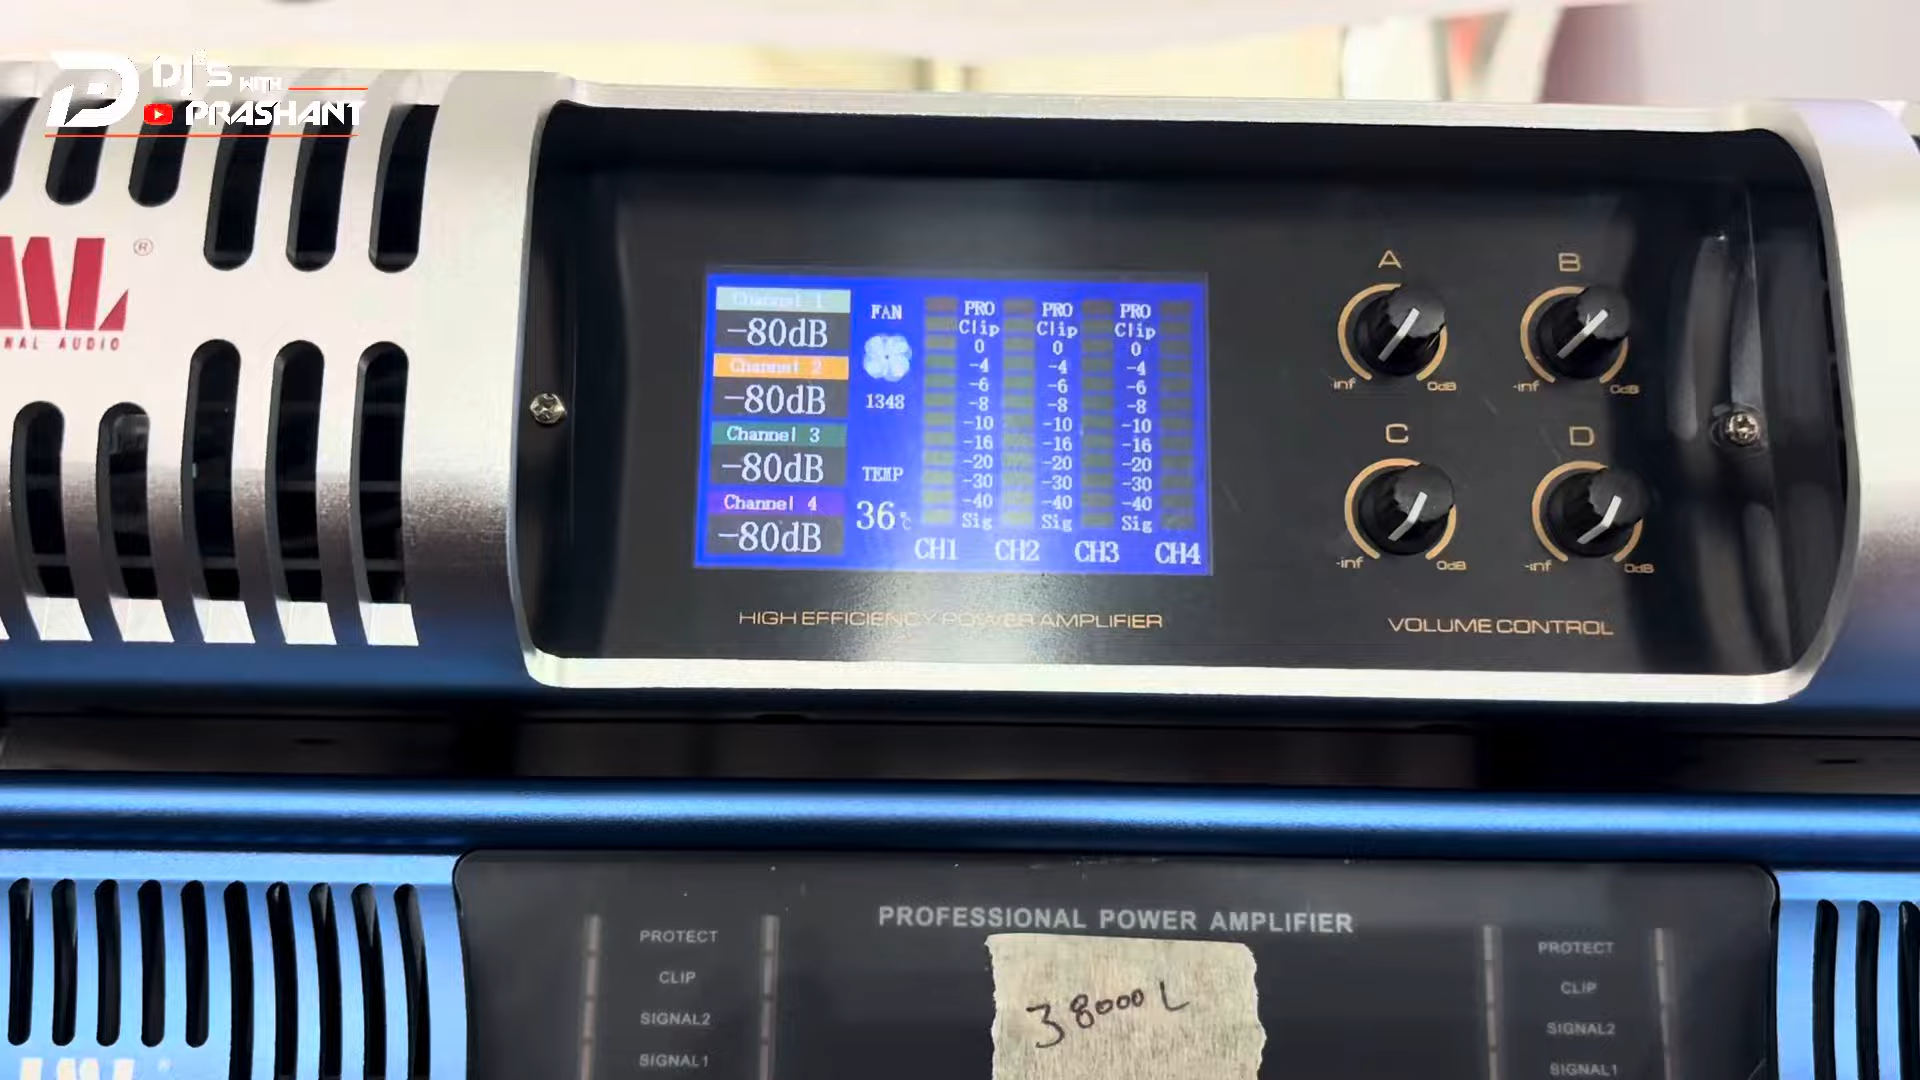 DJ's WITH
PRASHANT
®
NAL AUDIO
Channel 1
-80dB
Channel 2
-80dB
Channel 3
-80dB
Channel 4
-80dB
FAN
1348
TEMP
36°C
PRO PRO PRO
Clip Clip Clip
0 0 0
-4 -4 -4
-6 -6 -6
-8 -8 -8
-10 -10 -10
-16 -16 -16
-20 -20 -20
-30 -30 -30
-40 -40 -40
Sig Sig Sig
CH1 CH2 CH3 CH4
HIGH EFFICIENCY POWER AMPLIFIER
A B
-inf 0dB -inf 0dB
C D
-inf 0dB -inf 0dB
VOLUME CONTROL
PROFESSIONAL POWER AMPLIFIER
PROTECT
CLIP
SIGNAL2
SIGNAL1
38000L
PROTECT
CLIP
SIGNAL2
SIGNAL1